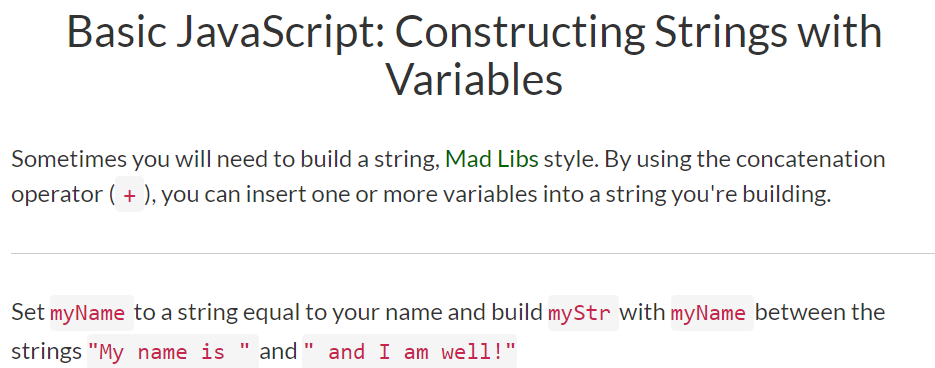 Basic JavaScript: Constructing Strings with
Variables
Sometimes you will need to build a string, Mad Libs style. By using the concatenation
operator ( + ), you can insert one or more variables into a string you're building.
Set myName to a string equal to your name and build myStr with myName between the
strings "My name is " and " and I am well!"